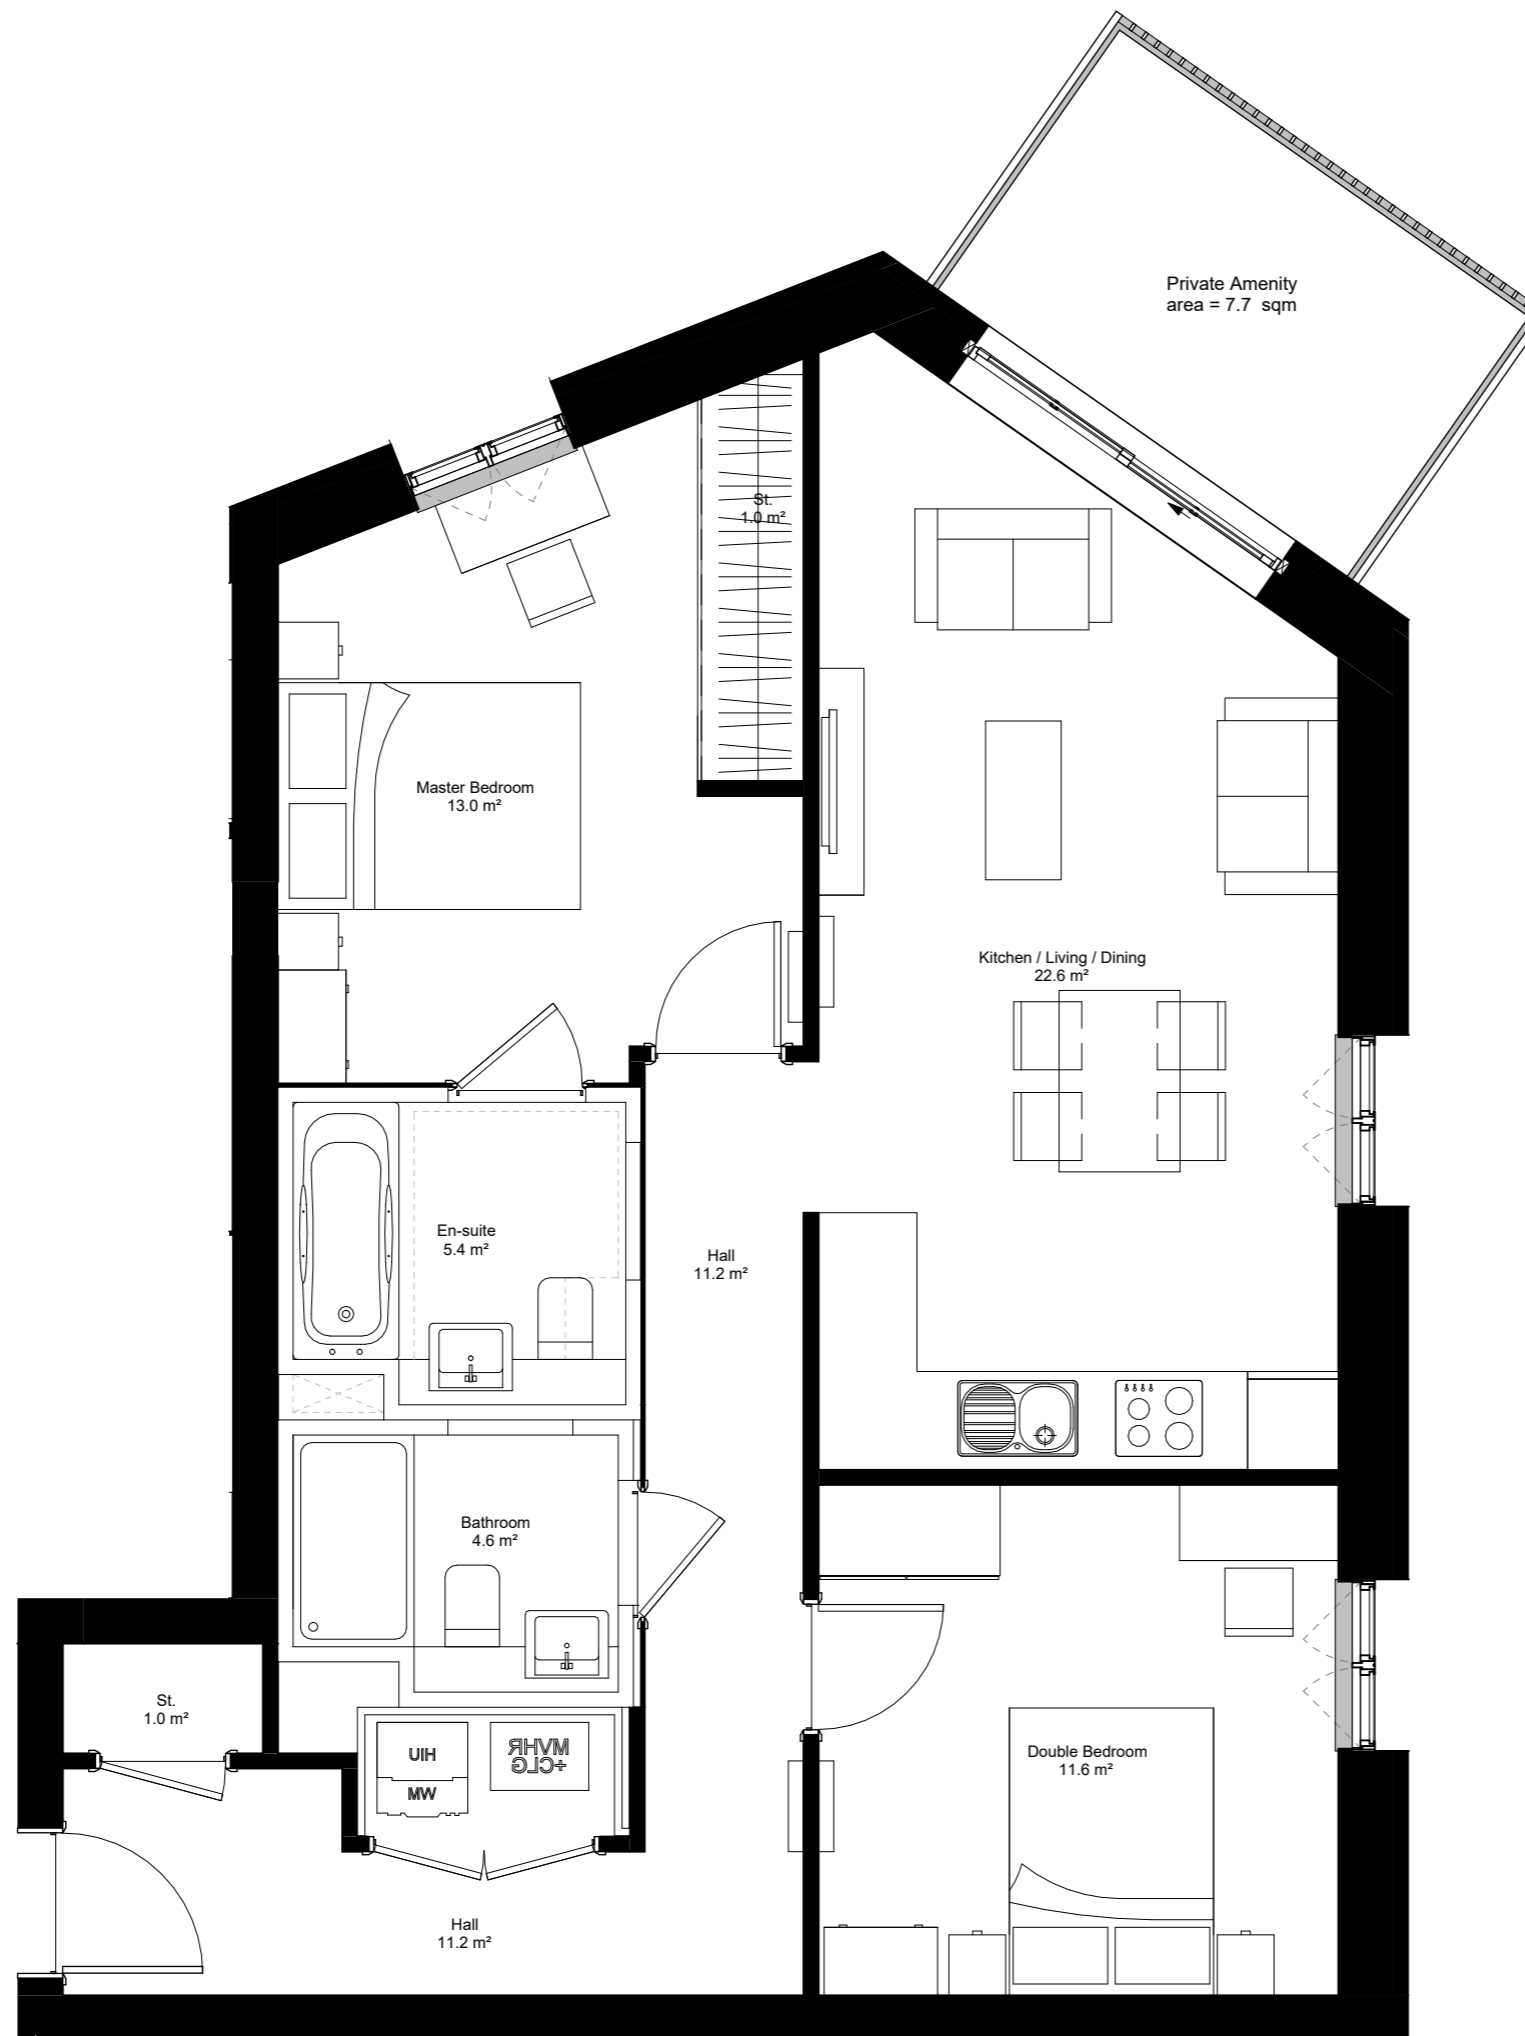 Private Amenity
area = 7.7 sqm
St.
1.0 m²
Master Bedroom
13.0 m²
Kitchen / Living / Dining
22.6 m²
En-suite
5.4 m²
Hall
11.2 m²
Bathroom
4.6 m²
St.
1.0 m²
HIU
WM
MVHR
+CLG
Double Bedroom
11.6 m²
Hall
11.2 m²